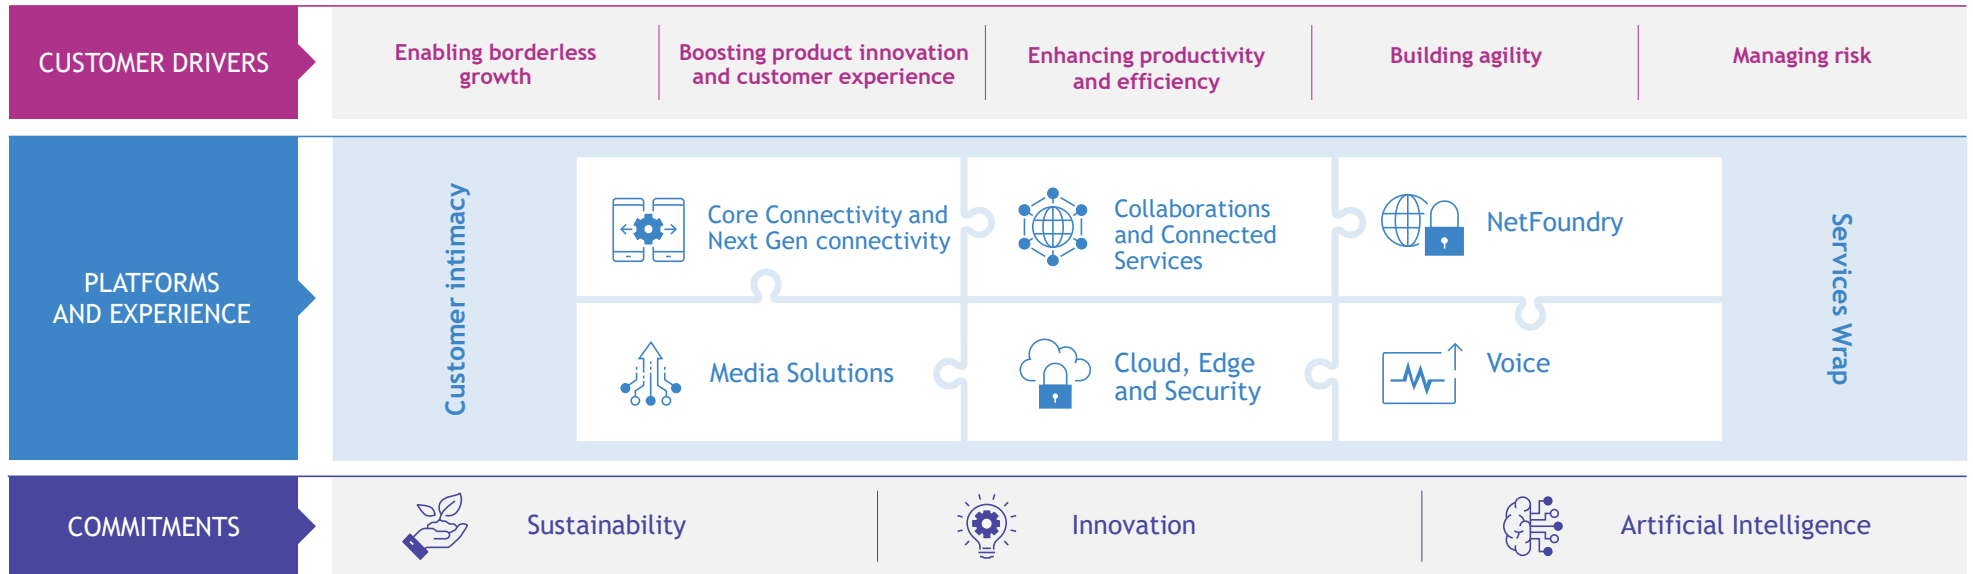 CUSTOMER DRIVERS
Enabling borderless
growth
Boosting product innovation
and customer experience
Enhancing productivity
and efficiency
Building agility
Managing risk
PLATFORMS
AND EXPERIENCE
Customer intimacy
Core Connectivity and
Next Gen connectivity
Collaborations
and Connected
Services
NetFoundry
Media Solutions
Cloud, Edge
and Security
Voice
Services Wrap
COMMITMENTS
Sustainability
Innovation
Artificial Intelligence